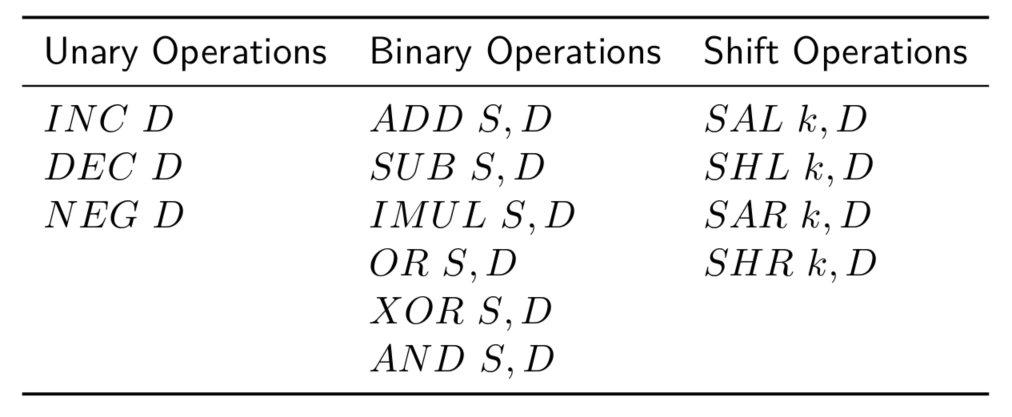 Unary Operations Binary Operations Shift Operations
INC D ADD S, D SAL k, D
DEC D SUB S, D SHL k, D
NEG D IMUL S, D SAR k, D
OR S, D SHR k, D
XOR S, D
AND S, D